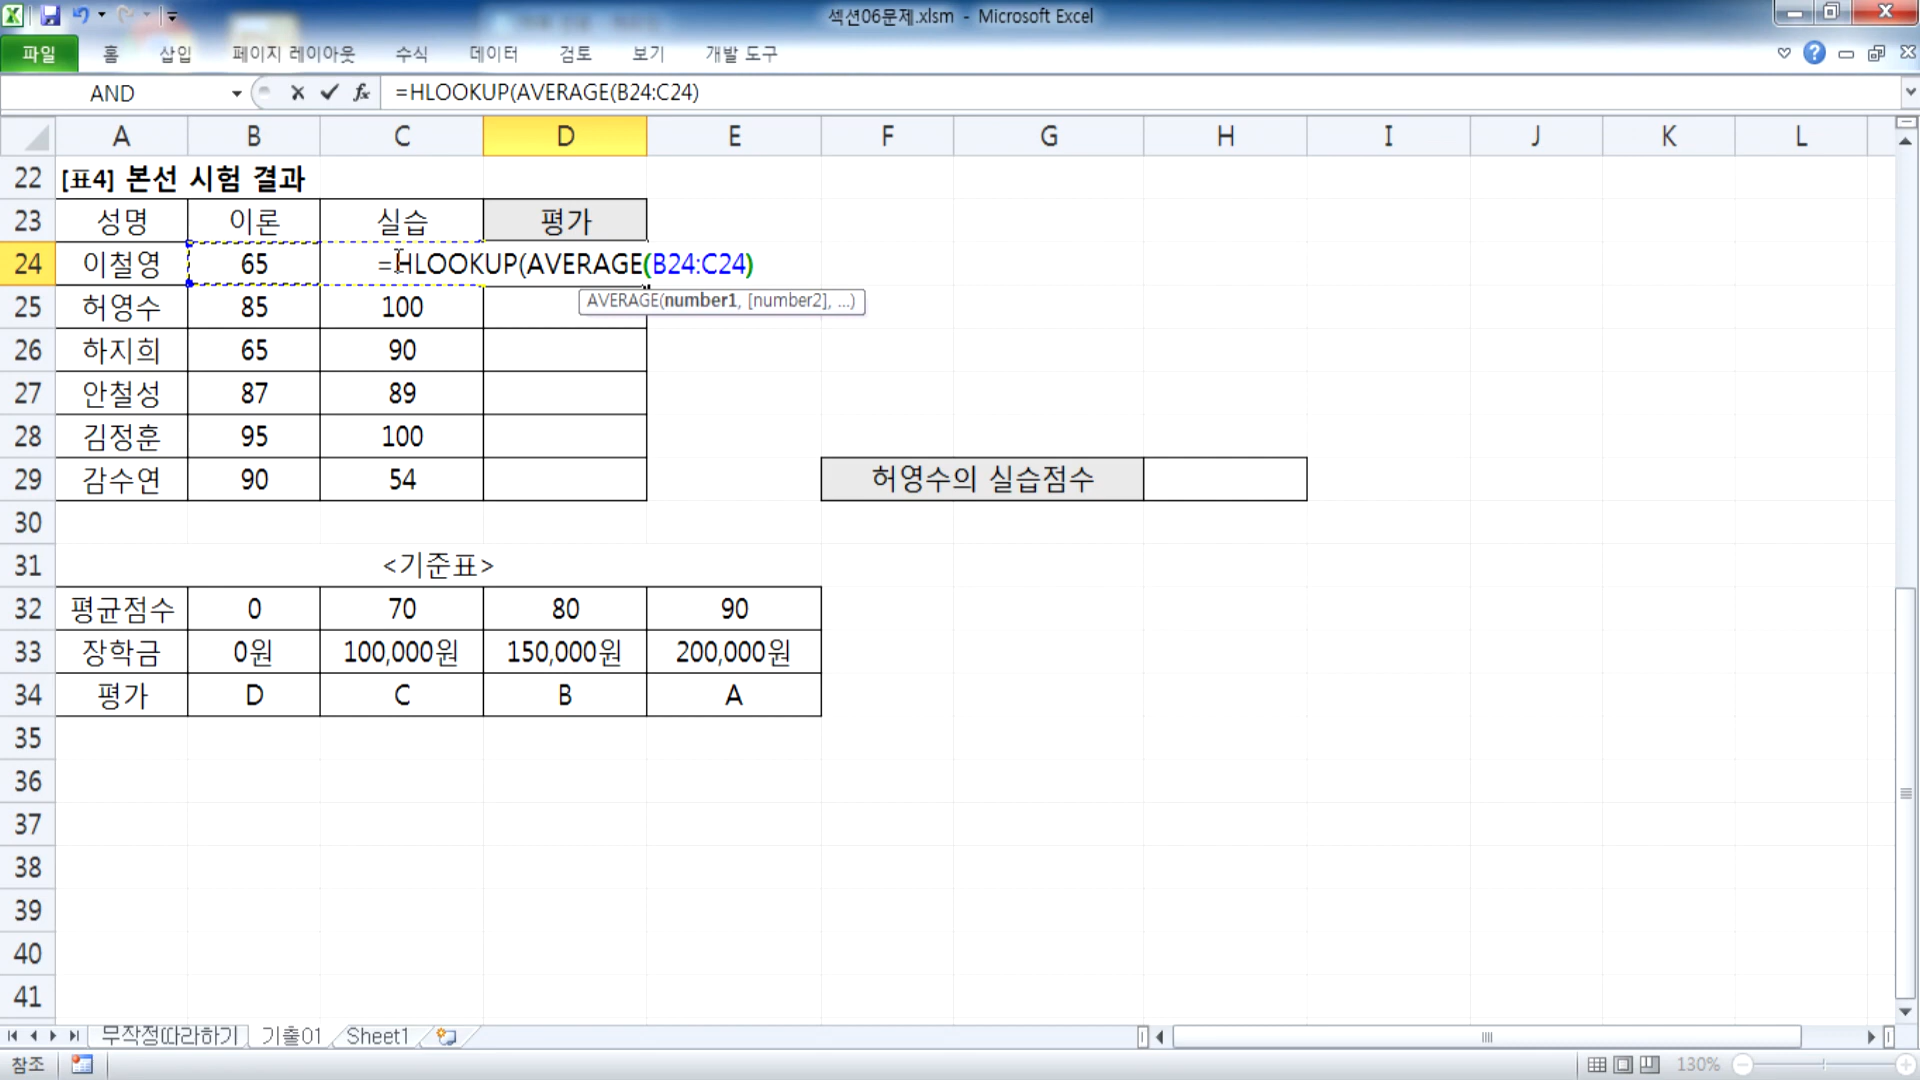 섹션06문제.xlsm - Microsoft Excel
파일 홈 삽입 페이지 레이아웃 수식 데이터 검토 보기 개발 도구
AND =HLOOKUP(AVERAGE(B24:C24)
A B C D E F G H I J K L
22 [표4] 본선 시험 결과
23 성명 이론 실습 평가
24 이철영 65 =HLOOKUP(AVERAGE(B24:C24)
AVERAGE(number1, [number2], ...)
25 허영수 85 100
26 하지희 65 90
27 안철성 87 89
28 김정훈 95 100
29 감수연 90 54 허영수의 실습점수
30
31 <기준표>
32 평균점수 0 70 80 90
33 장학금 0원 100,000원 150,000원 200,000원
34 평가 D C B A
35
36
37
38
39
40
41
무작정따라하기 기출01 Sheet1
참조 130%